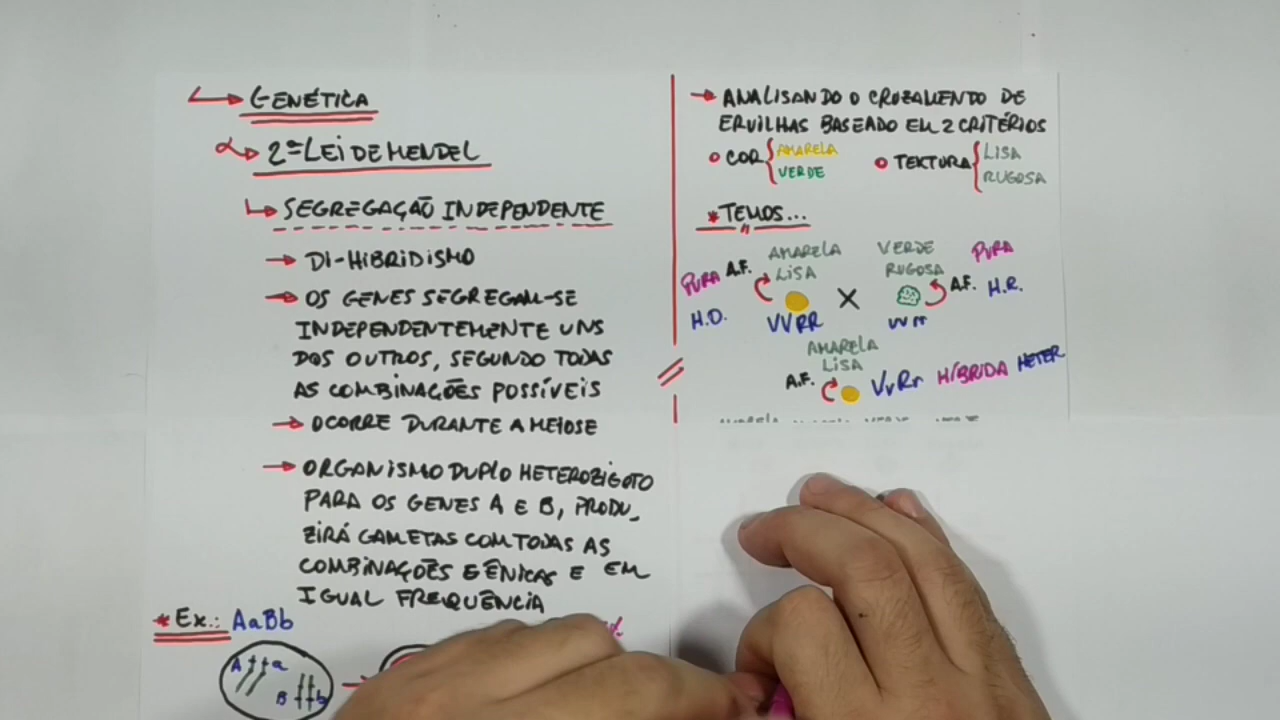 GENÉTICA
2ª LEI DE MENDEL
SEGREGAÇÃO INDEPENDENTE
DI-HIBRIDISMO
OS GENES SEGREGAM-SE
INDEPENDENTEMENTE UNS
DOS OUTROS, SEGUNDO TODAS
AS COMBINAÇÕES POSSÍVEIS
OCORRE DURANTE A MEIOSE
ORGANISMO DUPLO HETEROZIGOTO
PARA OS GENES A E B, PRODU-
ZIRÁ GAMETAS COM TODAS AS
COMBINAÇÕES GÊNICAS E EM
IGUAL FREQUÊNCIA
* Ex.: AaBb
A a
B b
ANALISANDO O CRUZAMENTO DE
ERVILHAS BASEADO EM 2 CRITÉRIOS
COR { AMARELA
VERDE
TEXTURA { LISA
RUGOSA
* TEMOS...
AMARELA
LISA
VERDE
RUGOSA
PURA A.F.
A.F. PURA
H.D.
H.R.
VVRR X vvrr
AMARELA
LISA
A.F. VvRr HÍBRIDA HETER